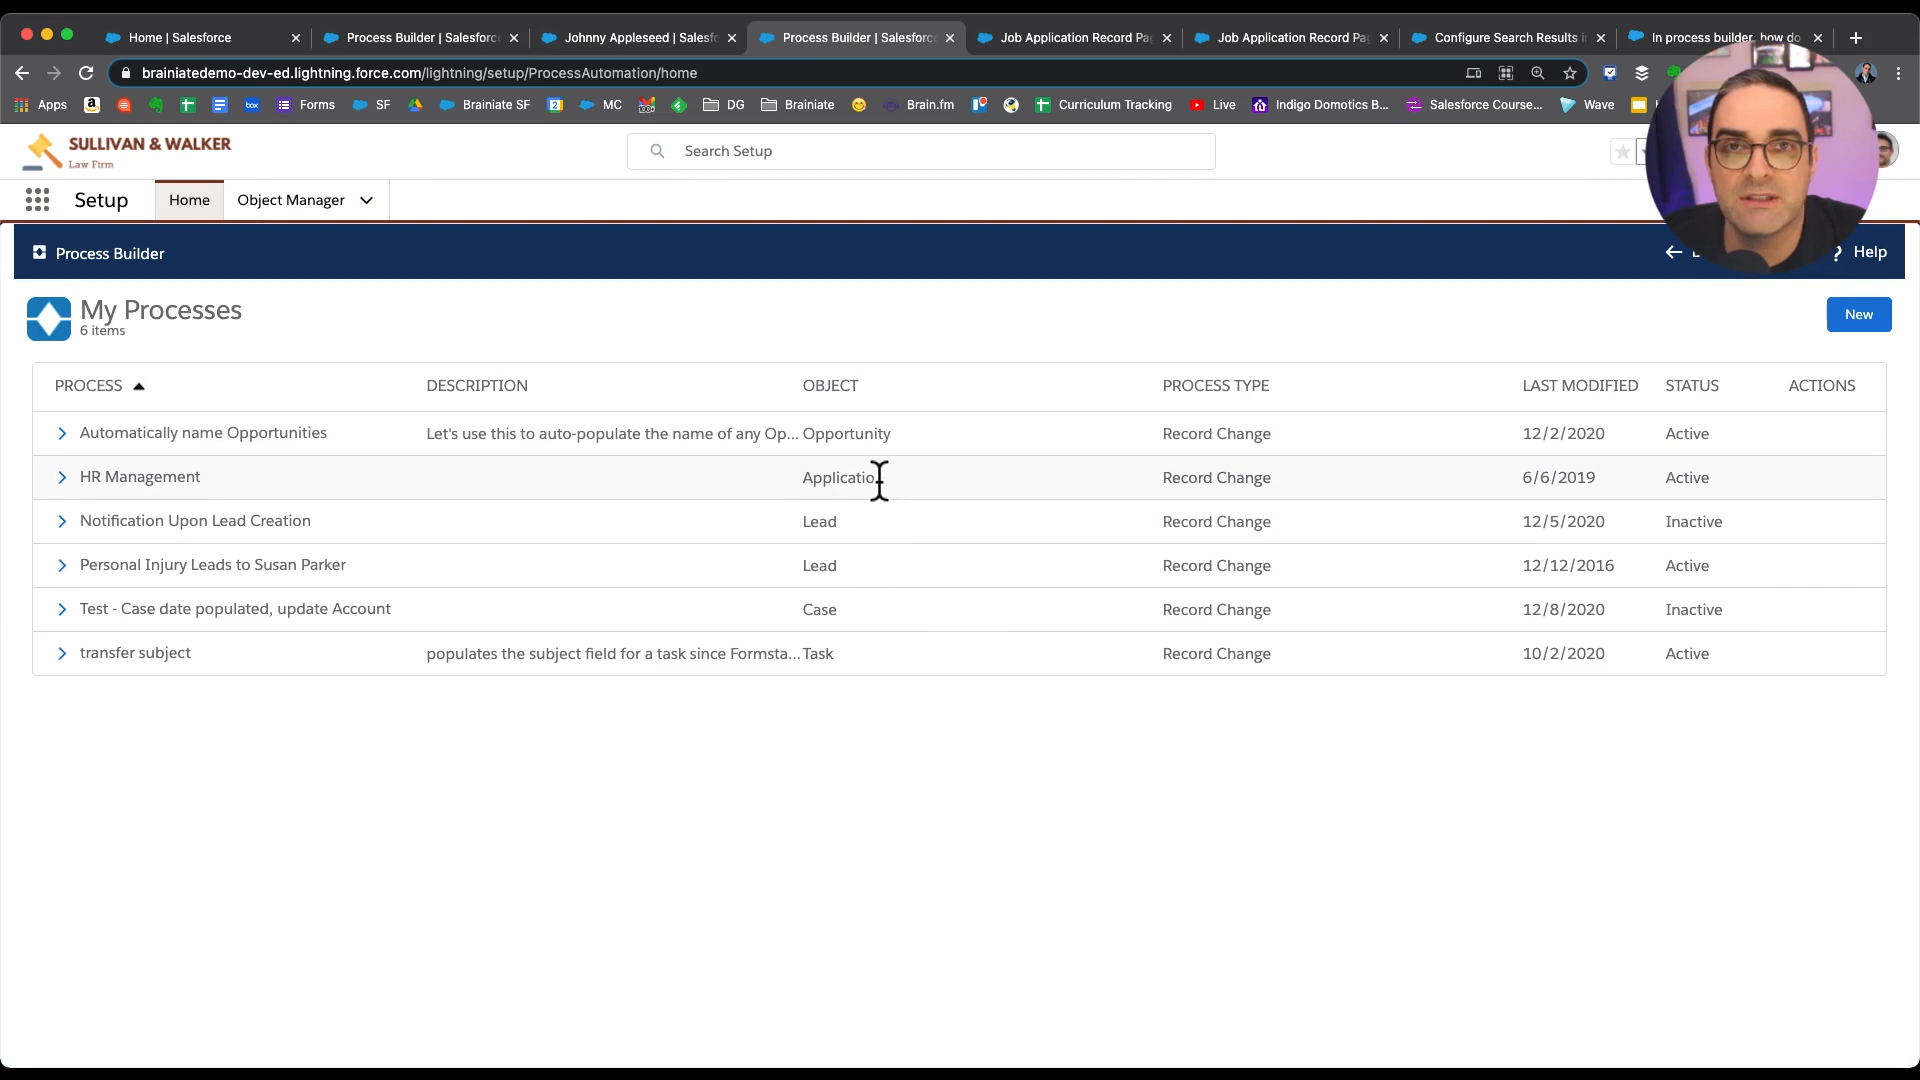 Home | Salesforce
Process Builder | Salesforc
Johnny Appleseed | Salesf
Process Builder | Salesforc
Job Application Record Pa
Job Application Record Pa
Configure Search Results i
In process builder, how do
brainiatedemo-dev-ed.lightning.force.com/lightning/setup/ProcessAutomation/home
Apps
Forms
SF
Brainiate SF
MC
DG
Brainiate
Brain.fm
Curriculum Tracking
Live
Indigo Domotics B...
Salesforce Course...
Wave
SULLIVAN & WALKER
Law Firm
Search Setup
Setup
Home
Object Manager
Process Builder
Help
My Processes
6 items
New
PROCESS DESCRIPTION OBJECT PROCESS TYPE LAST MODIFIED STATUS ACTIONS
Automatically name Opportunities Let's use this to auto-populate the name of any Op... Opportunity Record Change 12/2/2020 Active
HR Management Applicatio Record Change 6/6/2019 Active
Notification Upon Lead Creation Lead Record Change 12/5/2020 Inactive
Personal Injury Leads to Susan Parker Lead Record Change 12/12/2016 Active
Test - Case date populated, update Account Case Record Change 12/8/2020 Inactive
transfer subject populates the subject field for a task since Formsta... Task Record Change 10/2/2020 Active